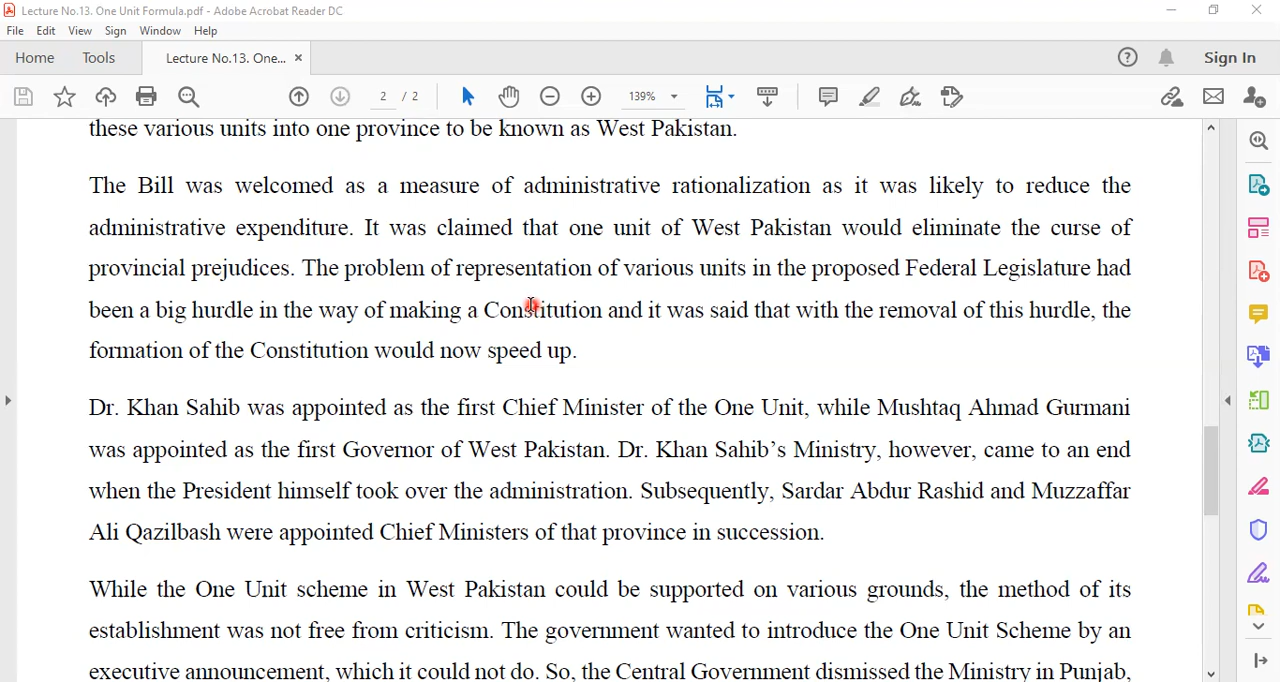 Lecture No.13. One Unit Formula.pdf - Adobe Acrobat Reader DC
File Edit View Sign Window Help
Home Tools Lecture No.13. One... × Sign In
2 / 2 139%
these various units into one province to be known as West Pakistan.
The Bill was welcomed as a measure of administrative rationalization as it was likely to reduce the
administrative expenditure. It was claimed that one unit of West Pakistan would eliminate the curse of
provincial prejudices. The problem of representation of various units in the proposed Federal Legislature had
been a big hurdle in the way of making a Constitution and it was said that with the removal of this hurdle, the
formation of the Constitution would now speed up.
Dr. Khan Sahib was appointed as the first Chief Minister of the One Unit, while Mushtaq Ahmad Gurmani
was appointed as the first Governor of West Pakistan. Dr. Khan Sahib’s Ministry, however, came to an end
when the President himself took over the administration. Subsequently, Sardar Abdur Rashid and Muzzaffar
Ali Qazilbash were appointed Chief Ministers of that province in succession.
While the One Unit scheme in West Pakistan could be supported on various grounds, the method of its
establishment was not free from criticism. The government wanted to introduce the One Unit Scheme by an
executive announcement, which it could not do. So, the Central Government dismissed the Ministry in Punjab,